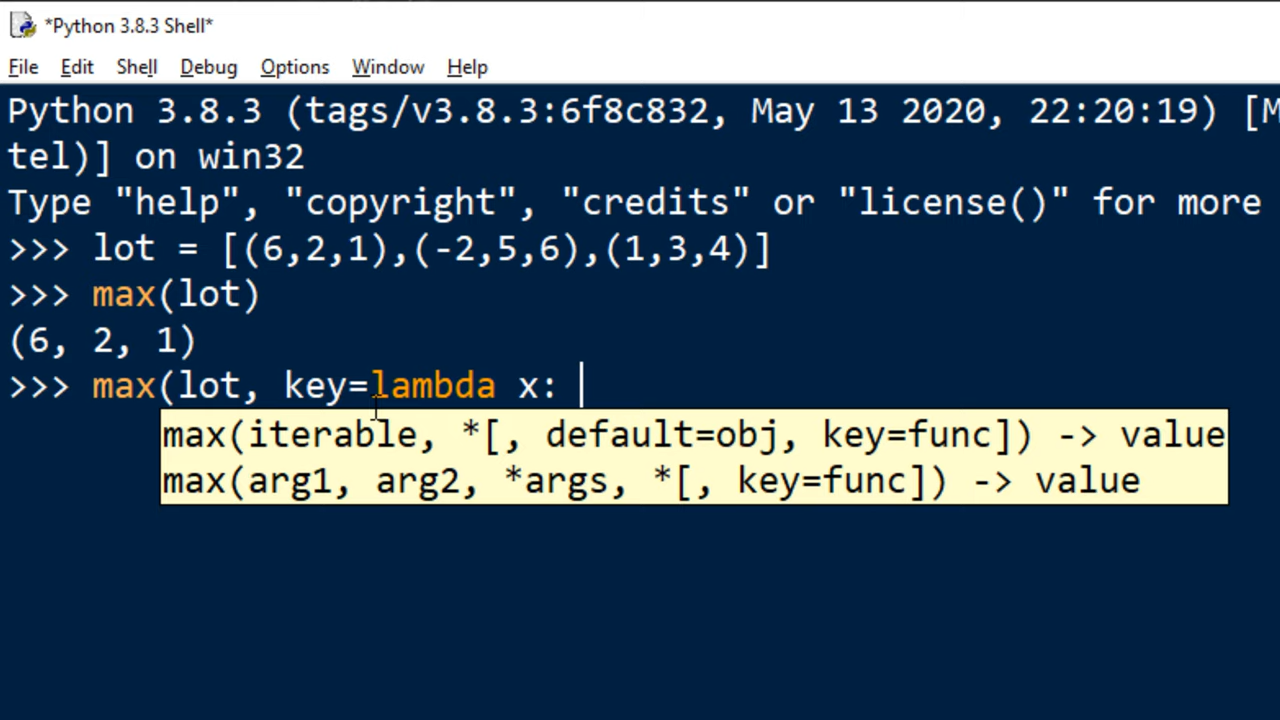 *Python 3.8.3 Shell*
File Edit Shell Debug Options Window Help
Python 3.8.3 (tags/v3.8.3:6f8c832, May 13 2020, 22:20:19) [M
tel)] on win32
Type "help", "copyright", "credits" or "license()" for more
>>> lot = [(6,2,1),(-2,5,6),(1,3,4)]
>>> max(lot)
(6, 2, 1)
>>> max(lot, key=lambda x:
max(iterable, *[, default=obj, key=func]) -> value
max(arg1, arg2, *args, *[, key=func]) -> value